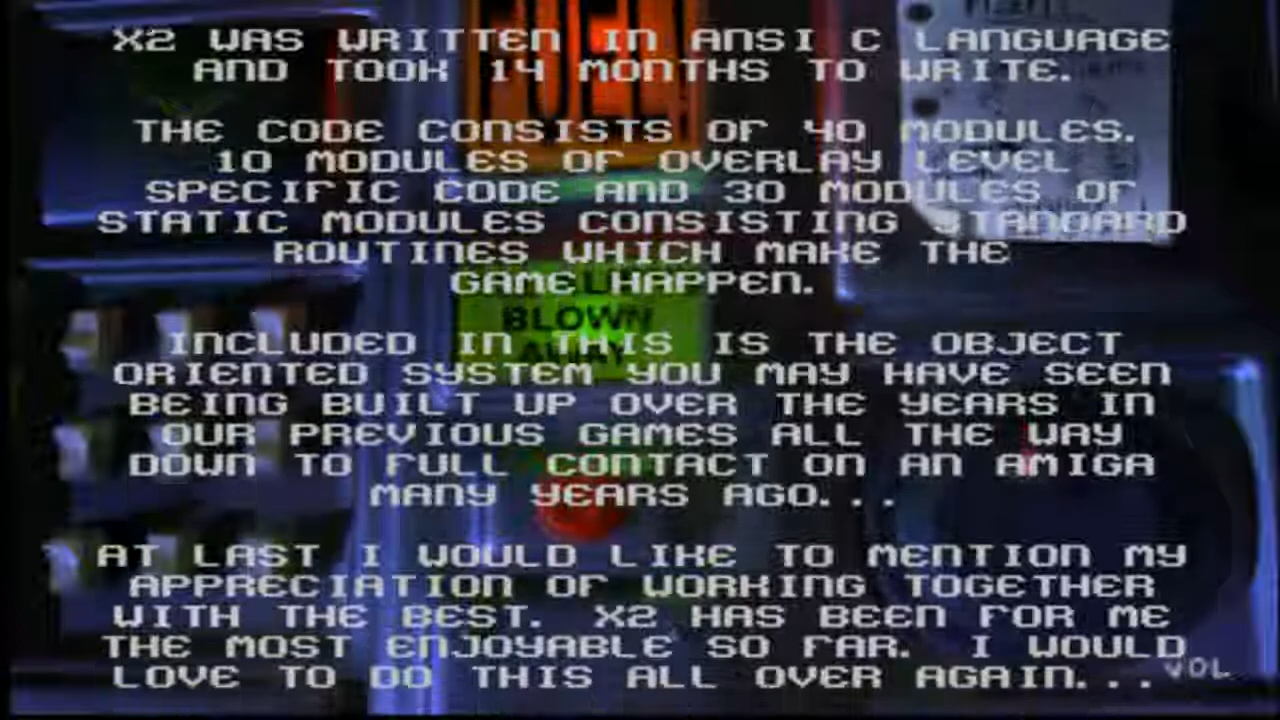 X2 WAS WRITTEN IN ANSI C LANGUAGE
AND TOOK 14 MONTHS TO WRITE.
THE CODE CONSISTS OF 40 MODULES.
10 MODULES OF OVERLAY LEVEL
SPECIFIC CODE AND 30 MODULES OF
STATIC MODULES CONSISTING STANDARD
ROUTINES WHICH MAKE THE
GAME HAPPEN.
BLOWN
AWAY
INCLUDED IN THIS IS THE OBJECT
ORIENTED SYSTEM YOU MAY HAVE SEEN
BEING BUILT UP OVER THE YEARS IN
OUR PREVIOUS GAMES ALL THE WAY
DOWN TO FULL CONTACT ON AN AMIGA
MANY YEARS AGO...
AT LAST I WOULD LIKE TO MENTION MY
APPRECIATION OF WORKING TOGETHER
WITH THE BEST. X2 HAS BEEN FOR ME
THE MOST ENJOYABLE SO FAR. I WOULD
LOVE TO DO THIS ALL OVER AGAIN...
VOL